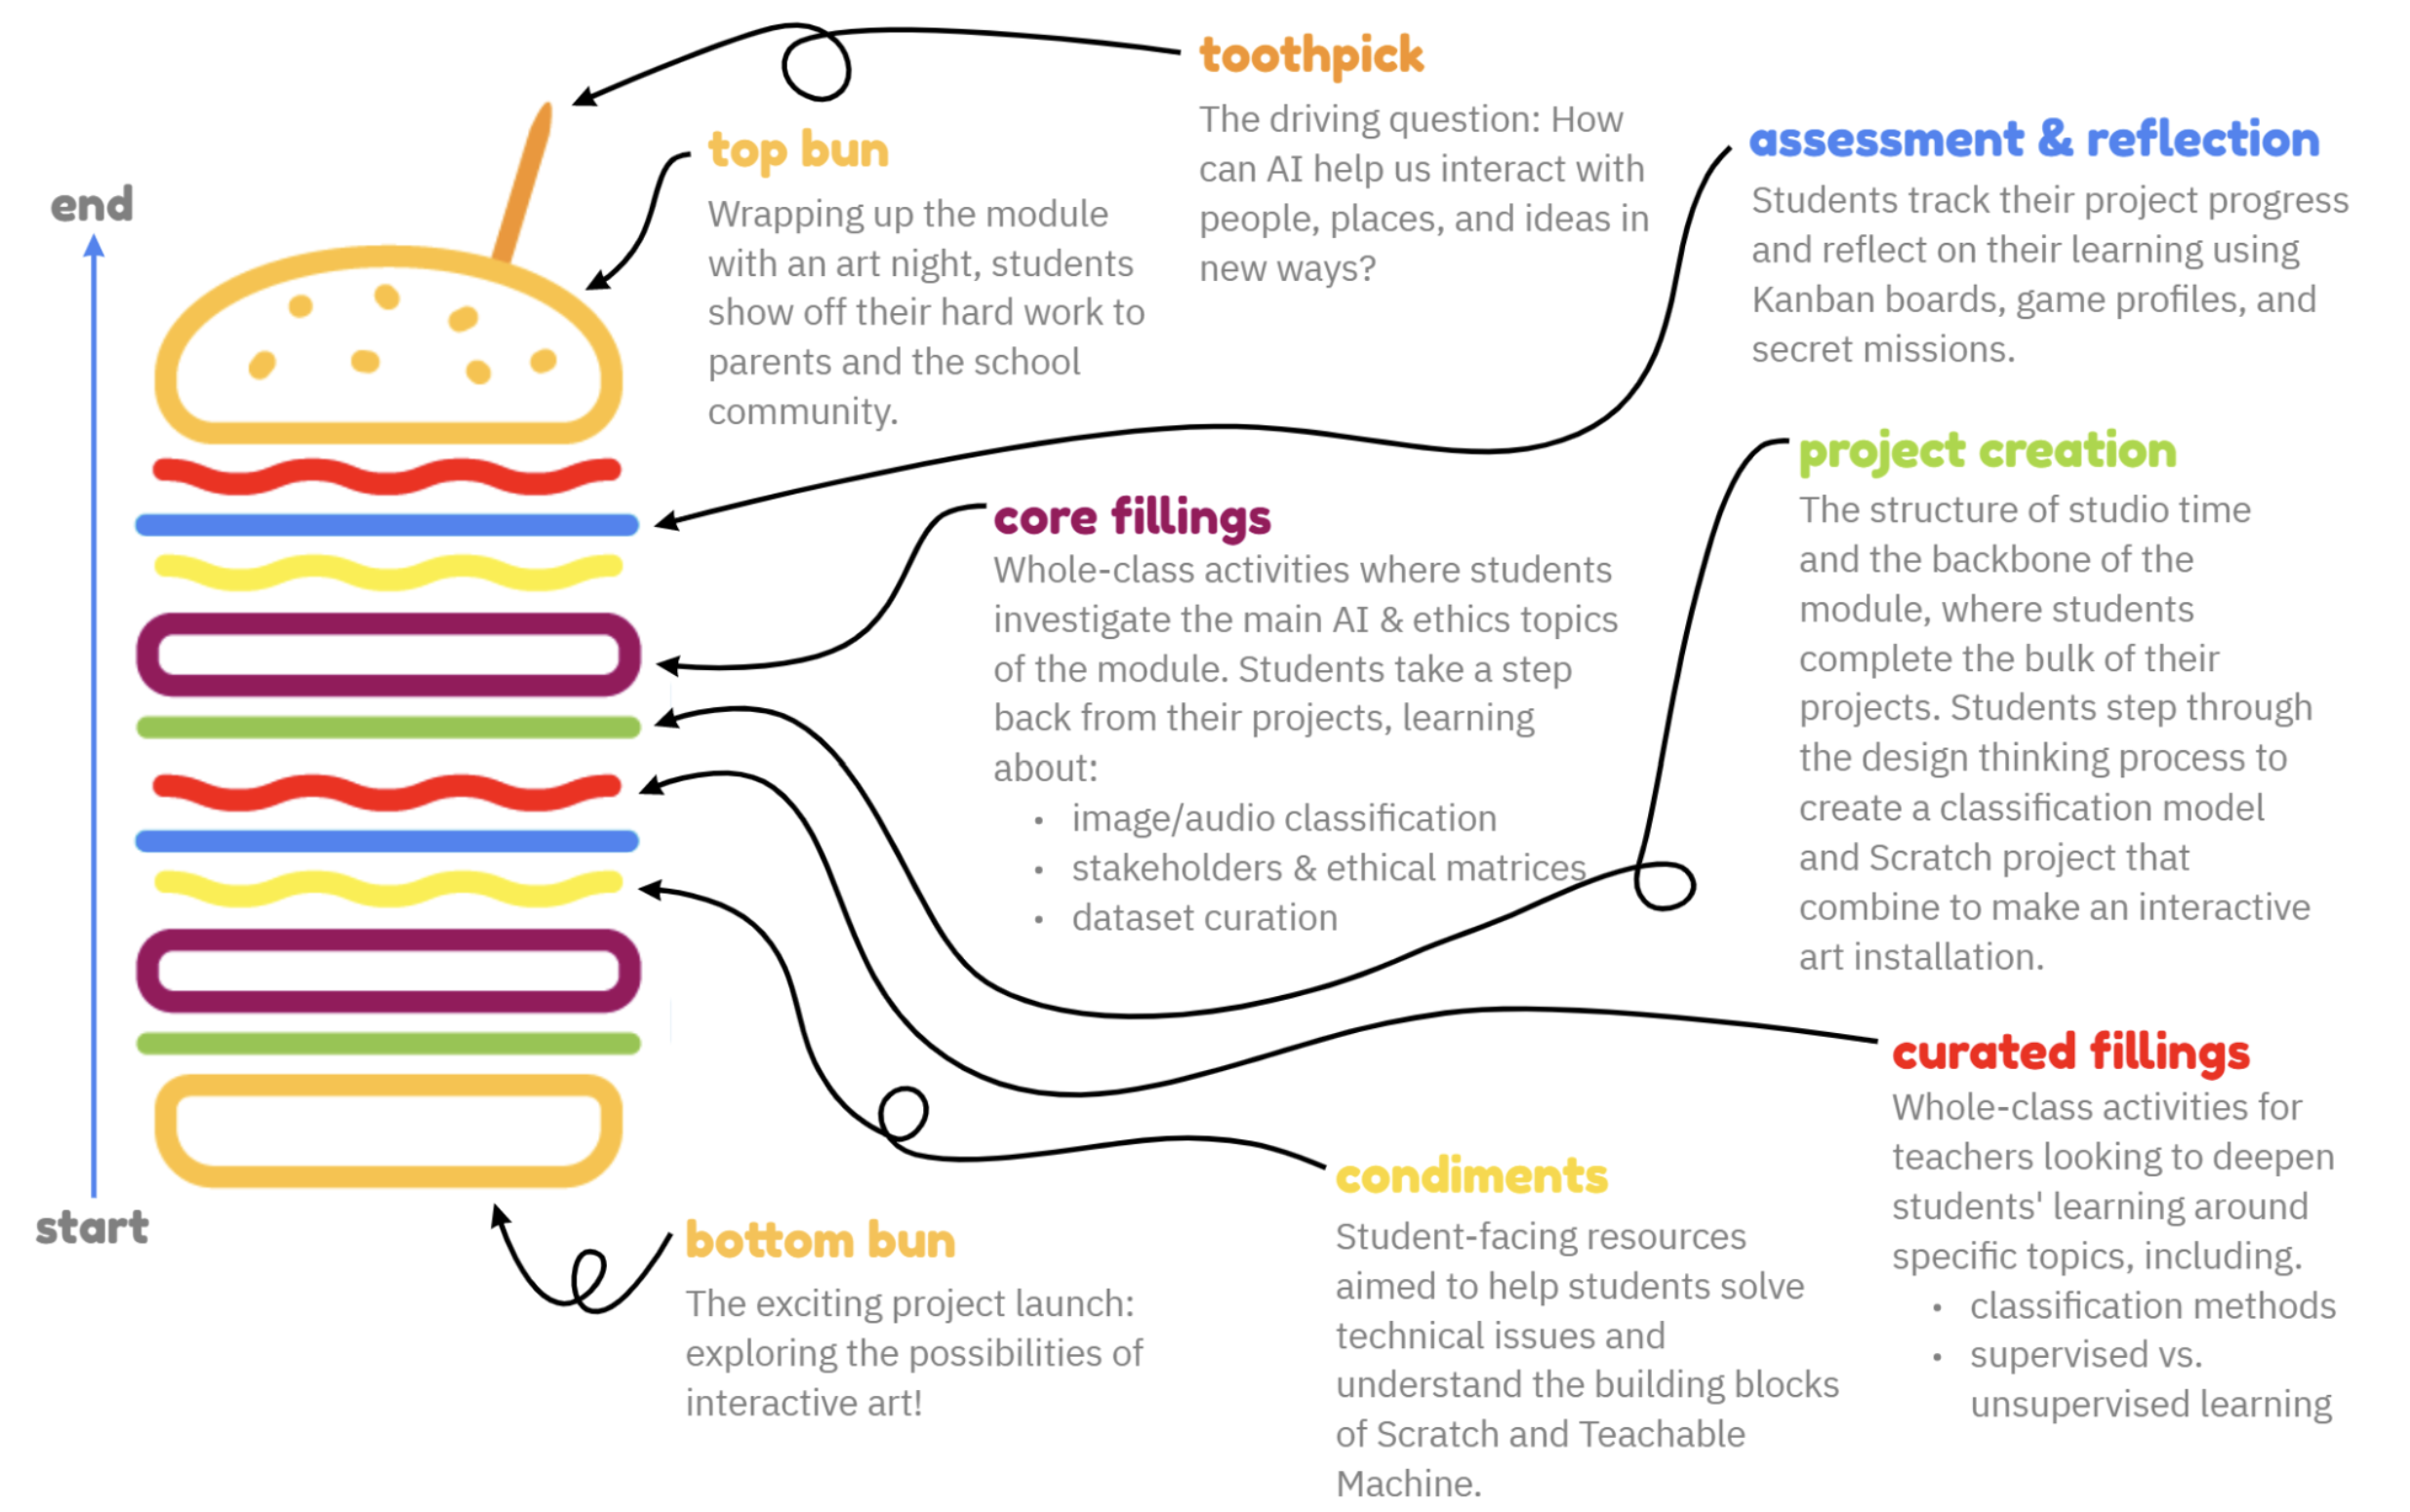 toothpick
The driving question: How
can AI help us interact with
people, places, and ideas in
new ways?
top bun
Wrapping up the module
with an art night, students
show off their hard work to
parents and the school
community.
assessment & reflection
Students track their project progress
and reflect on their learning using
Kanban boards, game profiles, and
secret missions.
end
core fillings
Whole-class activities where students
investigate the main AI & ethics topics
of the module. Students take a step
back from their projects, learning
about:
• image/audio classification
• stakeholders & ethical matrices
• dataset curation
project creation
The structure of studio time
and the backbone of the
module, where students
complete the bulk of their
projects. Students step through
the design thinking process to
create a classification model
and Scratch project that
combine to make an interactive
art installation.
curated fillings
Whole-class activities for
teachers looking to deepen
students' learning around
specific topics, including.
• classification methods
• supervised vs.
unsupervised learning
condiments
Student-facing resources
aimed to help students solve
technical issues and
understand the building blocks
of Scratch and Teachable
Machine.
start
bottom bun
The exciting project launch:
exploring the possibilities of
interactive art!